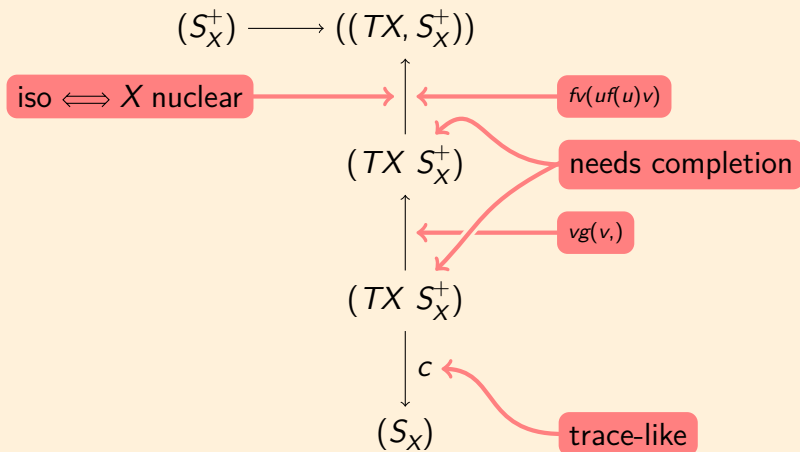 (S_X^+) ⟶ ((TX, S_X^+))
iso ⟺ X nuclear
fv(uf(u)v)
(TX S_X^+)
needs completion
vg(v,)
(TX S_X^+)
c
(S_X)
trace-like